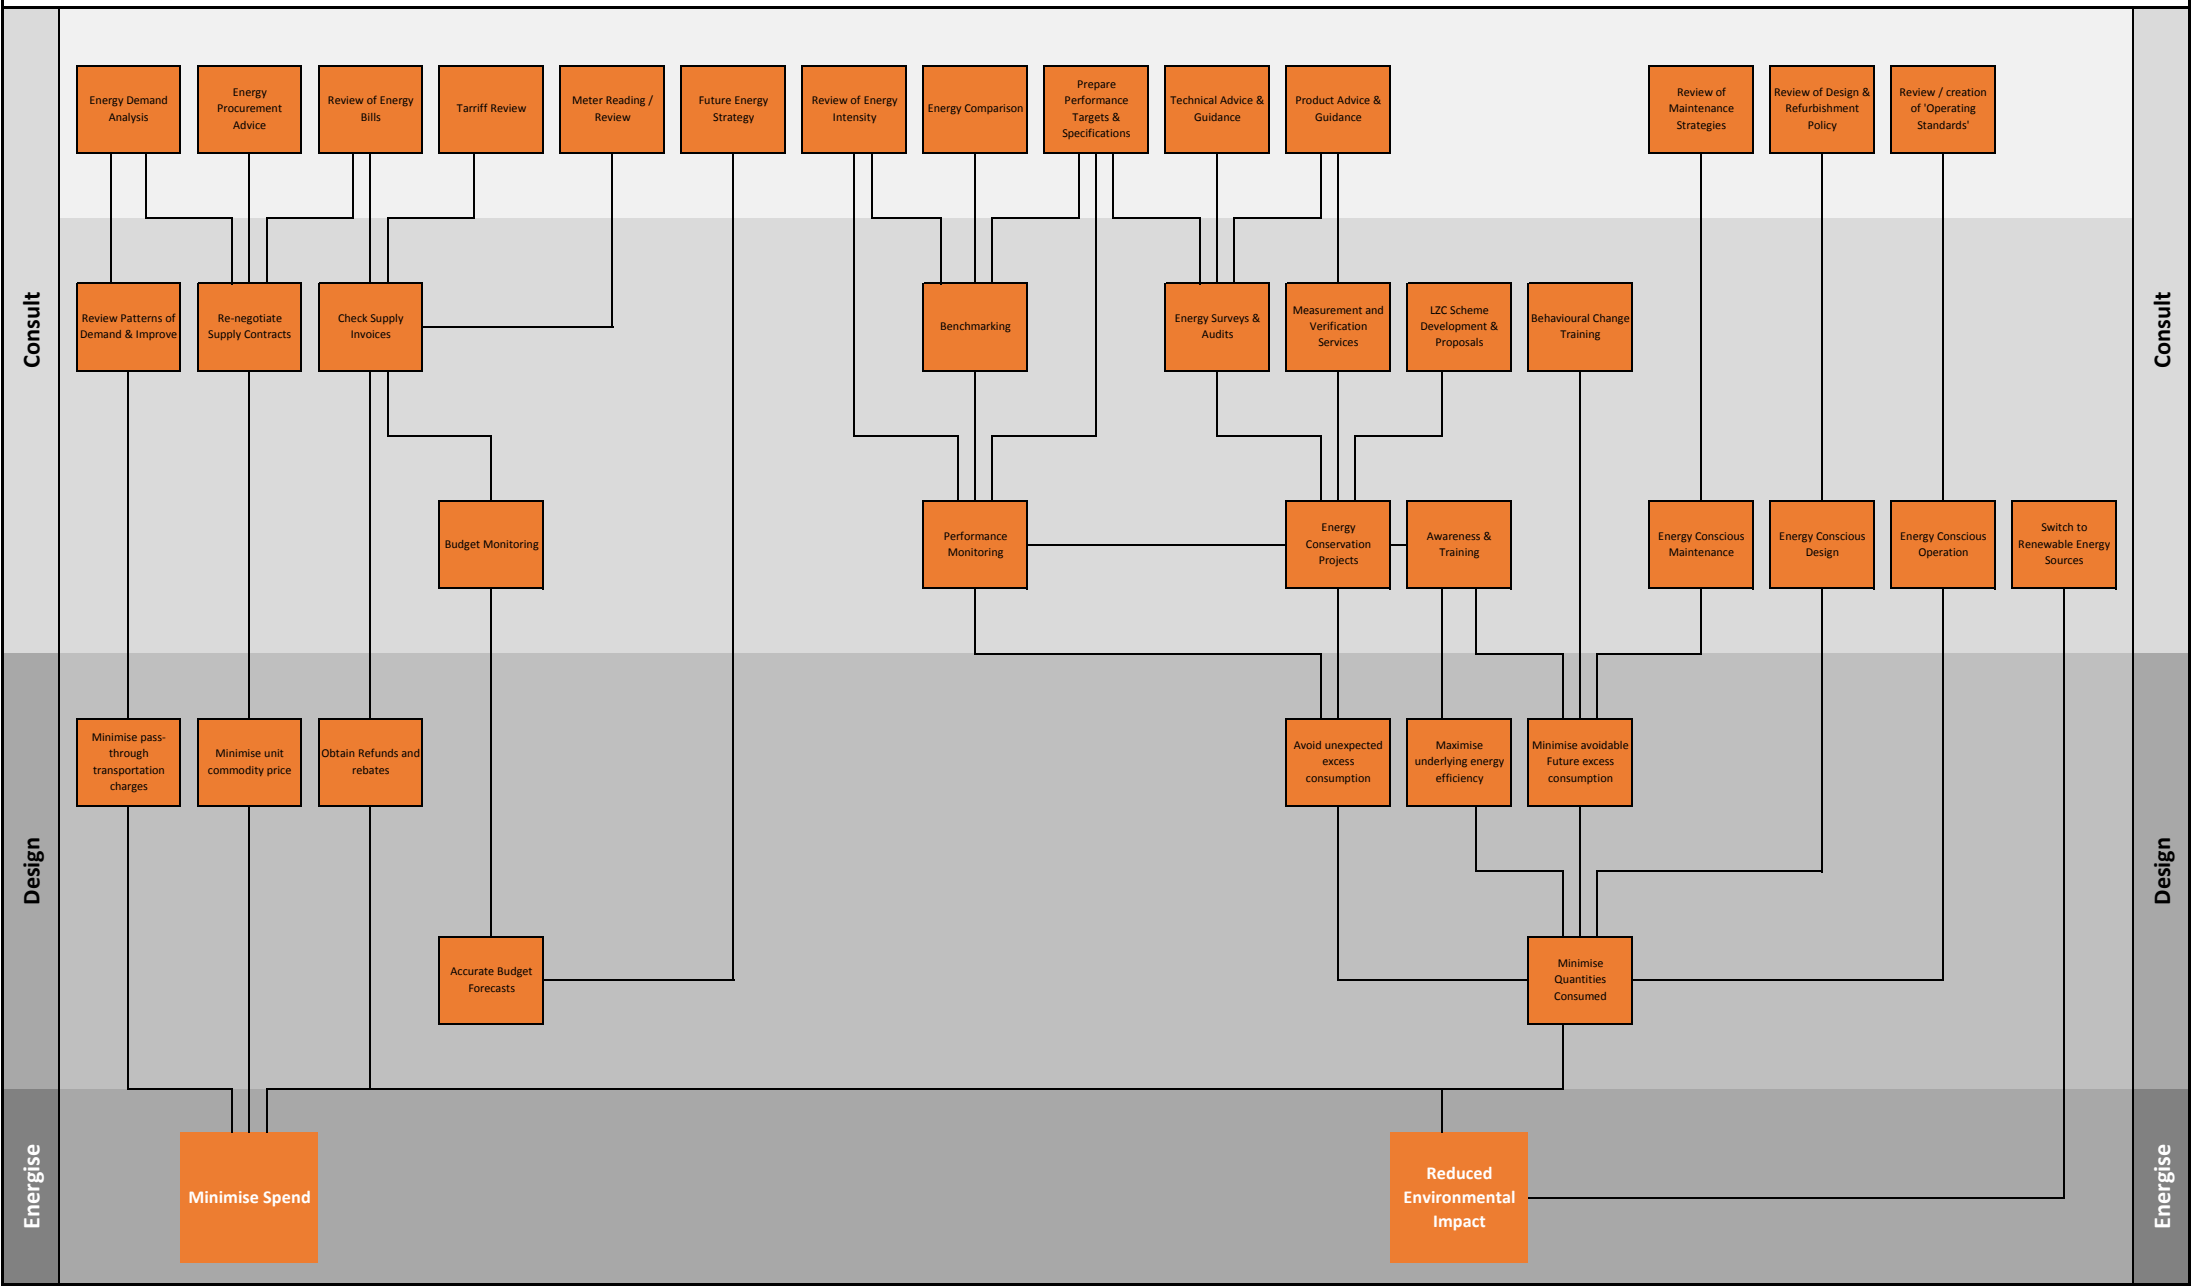 Consult
Design
Energise
Energy Demand
Analysis
Energy
Procurement
Advice
Review of Energy
Bills
Tarriff Review
Meter Reading /
Review
Future Energy
Strategy
Review of Energy
Intensity
Energy Comparison
Prepare
Performance
Targets &
Specifications
Technical Advice &
Guidance
Product Advice &
Guidance
Review of
Maintenance
Strategies
Review of Design &
Refurbishment
Policy
Review / creation
of 'Operating
Standards'
Review Patterns of
Demand & Improve
Re-negotiate
Supply Contracts
Check Supply
Invoices
Benchmarking
Energy Surveys &
Audits
Measurement and
Verification
Services
LZC Scheme
Development &
Proposals
Behavioural Change
Training
Budget Monitoring
Performance
Monitoring
Energy
Conservation
Projects
Awareness &
Training
Energy Conscious
Maintenance
Energy Conscious
Design
Energy Conscious
Operation
Switch to
Renewable Energy
Sources
Minimise pass-
through
transportation
charges
Minimise unit
commodity price
Obtain Refunds and
rebates
Avoid unexpected
excess
consumption
Maximise
underlying energy
efficiency
Minimise avoidable
Future excess
consumption
Accurate Budget
Forecasts
Minimise
Quantities
Consumed
Minimise Spend
Reduced
Environmental
Impact
Consult
Design
Energise